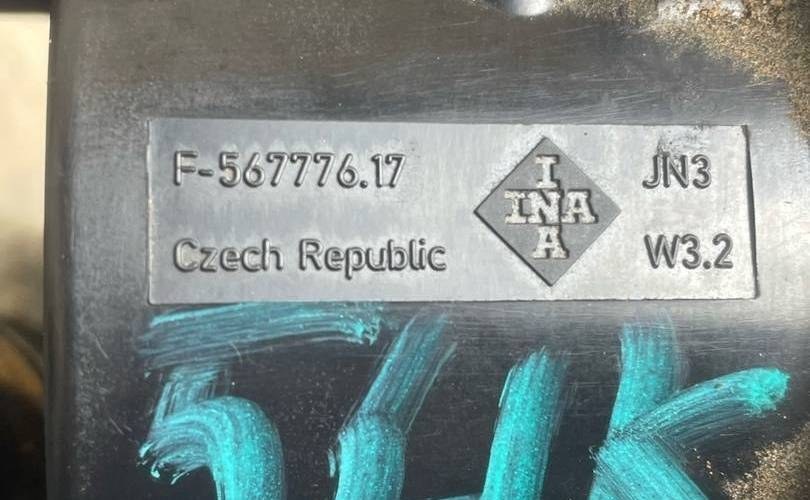 F-567776.17
Czech Republic
I
INA
A
JN3
W3.2